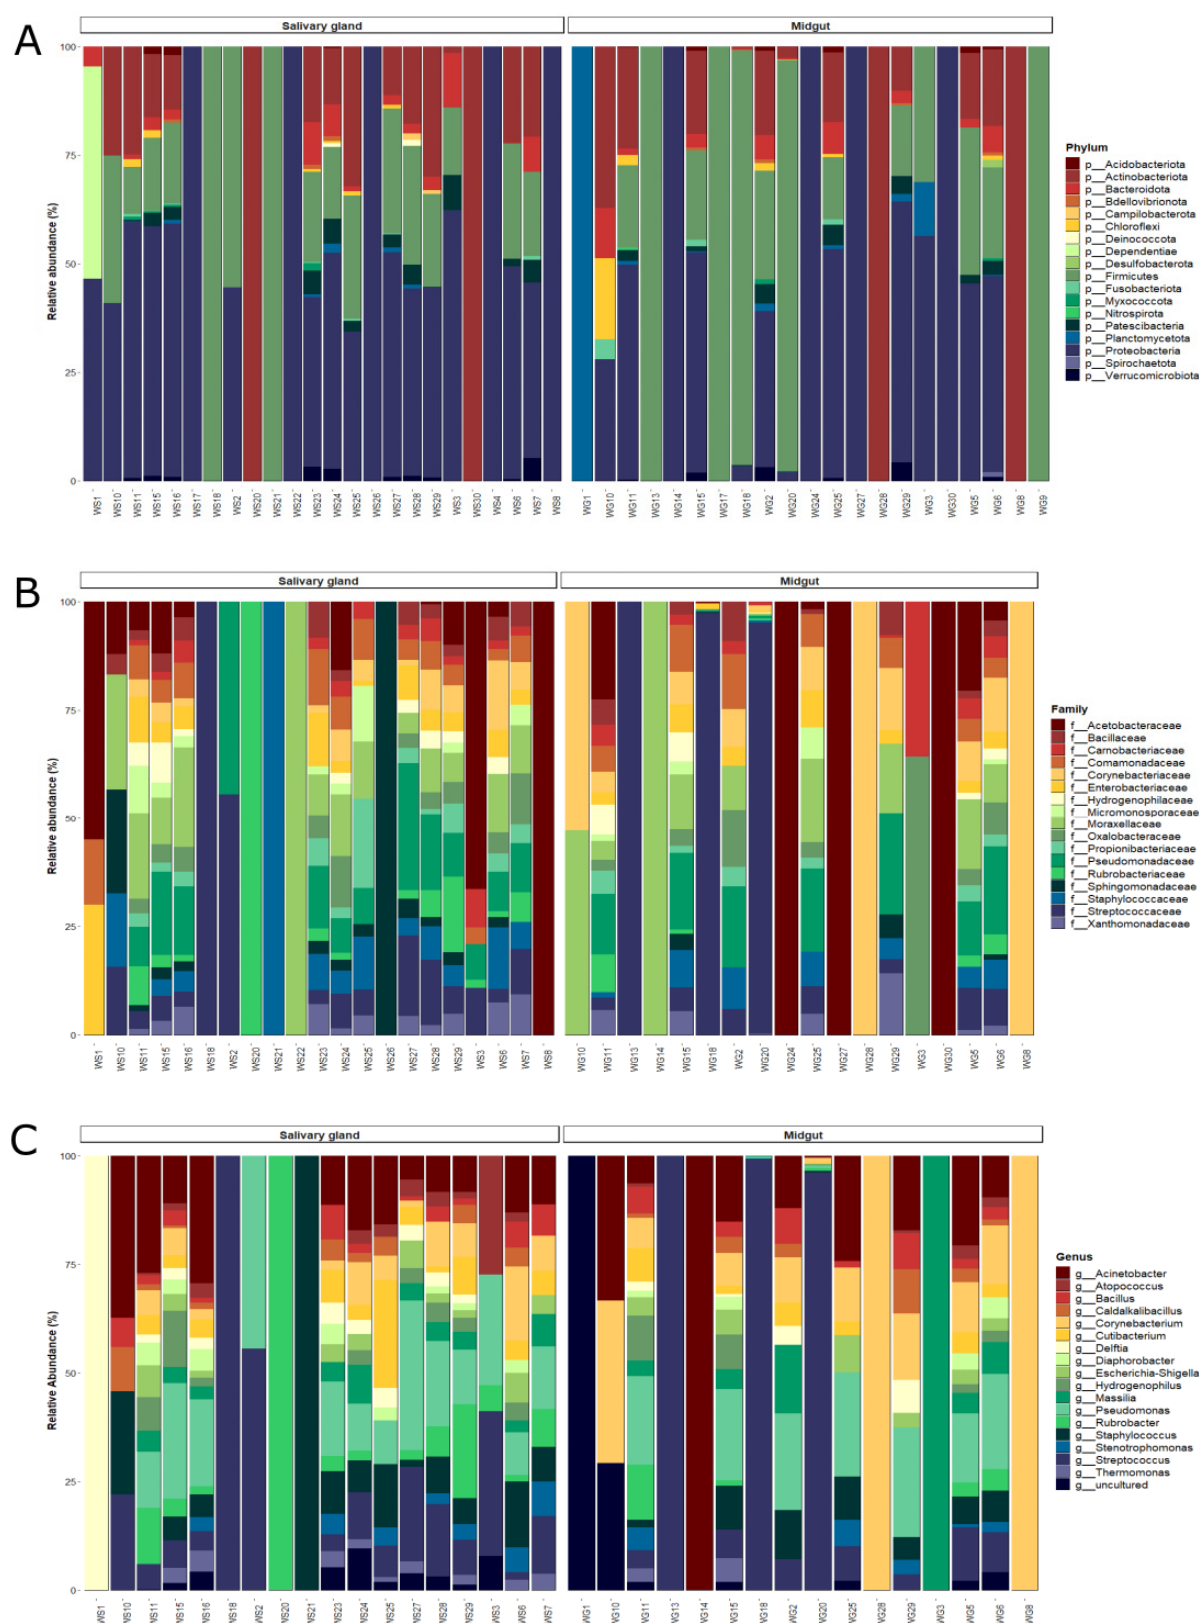 A
Salivary gland
Midgut
Relative abundance (%)
100
75
50
25
0
WS1
WS10
WS11
WS15
WS16
WS17
WS18
WS2
WS20
WS21
WS22
WS23
WS24
WS25
WS26
WS27
WS28
WS29
WS3
WS30
WS4
WS6
WS7
WS8
WG1
WG10
WG11
WG13
WG14
WG15
WG17
WG18
WG2
WG20
WG24
WG25
WG27
WG28
WG29
WG3
WG30
WG5
WG6
WG8
WG9
Phylum
p__Acidobacteriota
p__Actinobacteriota
p__Bacteroidota
p__Bdellovibrionota
p__Campilobacterota
p__Chloroflexi
p__Deinococcota
p__Dependentiae
p__Desulfobacterota
p__Firmicutes
p__Fusobacteriota
p__Myxococcota
p__Nitrospirota
p__Patescibacteria
p__Planctomycetota
p__Proteobacteria
p__Spirochaetota
p__Verrucomicrobiota
B
Salivary gland
Midgut
Relative abundance (%)
100
75
50
25
0
WS1
WS10
WS11
WS15
WS16
WS18
WS2
WS20
WS21
WS22
WS23
WS24
WS25
WS26
WS27
WS28
WS29
WS3
WS6
WS7
WS8
WG10
WG11
WG13
WG14
WG15
WG18
WG2
WG20
WG24
WG25
WG27
WG28
WG29
WG3
WG30
WG5
WG6
WG8
Family
f__Acetobacteraceae
f__Bacillaceae
f__Carnobacteriaceae
f__Comamonadaceae
f__Corynebacteriaceae
f__Enterobacteriaceae
f__Hydrogenophilaceae
f__Micromonosporaceae
f__Moraxellaceae
f__Oxalobacteraceae
f__Propionibacteriaceae
f__Pseudomonadaceae
f__Rubrobacteriaceae
f__Sphingomonadaceae
f__Staphylococcaceae
f__Streptococcaceae
f__Xanthomonadaceae
C
Salivary gland
Midgut
Relative Abundance (%)
100
75
50
25
0
WS1
WS10
WS11
WS15
WS16
WS18
WS2
WS20
WS21
WS23
WS24
WS25
WS27
WS28
WS29
WS3
WS6
WS7
WG1
WG10
WG11
WG13
WG14
WG15
WG18
WG2
WG20
WG25
WG28
WG29
WG3
WG5
WG6
WG8
Genus
g__Acinetobacter
g__Atopococcus
g__Bacillus
g__Caldalkalibacillus
g__Corynebacterium
g__Cutibacterium
g__Delftia
g__Diaphorobacter
g__Escherichia-Shigella
g__Hydrogenophilus
g__Massilia
g__Pseudomonas
g__Rubrobacter
g__Staphylococcus
g__Stenotrophomonas
g__Streptococcus
g__Thermomonas
g__uncultured